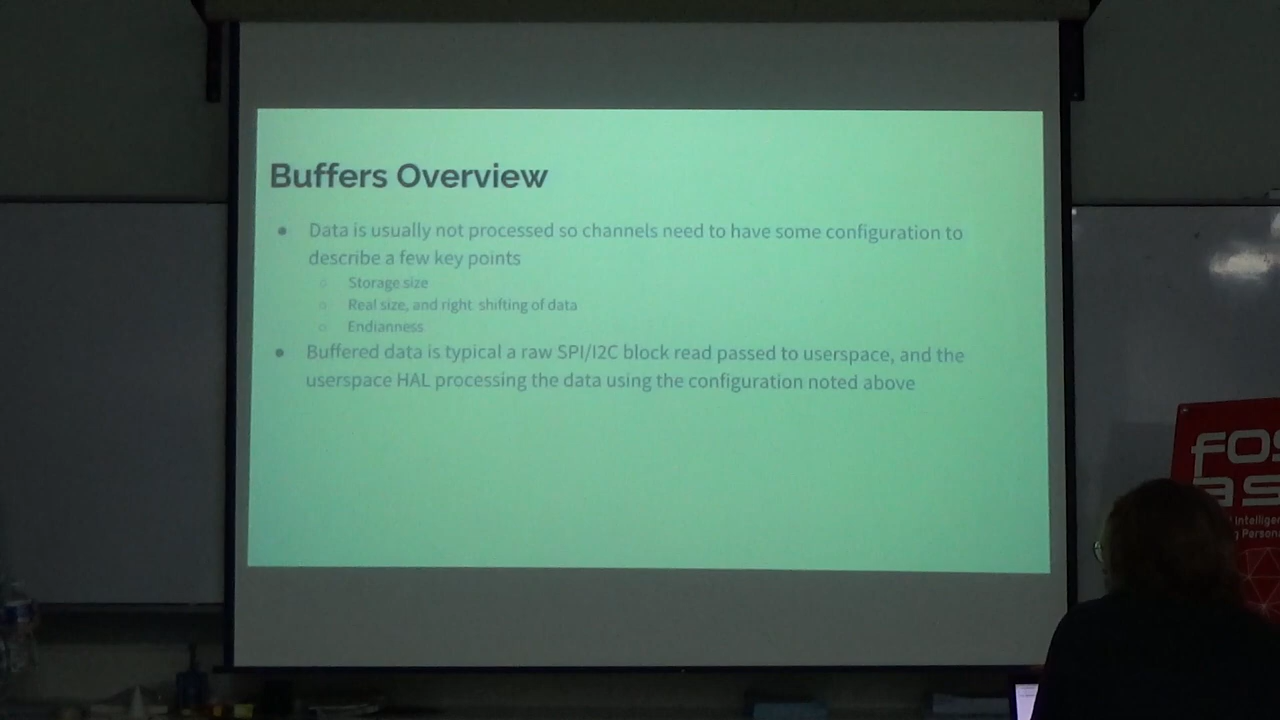 Buffers Overview
Data is usually not processed so channels need to have some configuration to
describe a few key points
Storage size
Real size, and right shifting of data
Endianness
Buffered data is typical a raw SPI/I2C block read passed to userspace, and the
userspace HAL processing the data using the configuration noted above